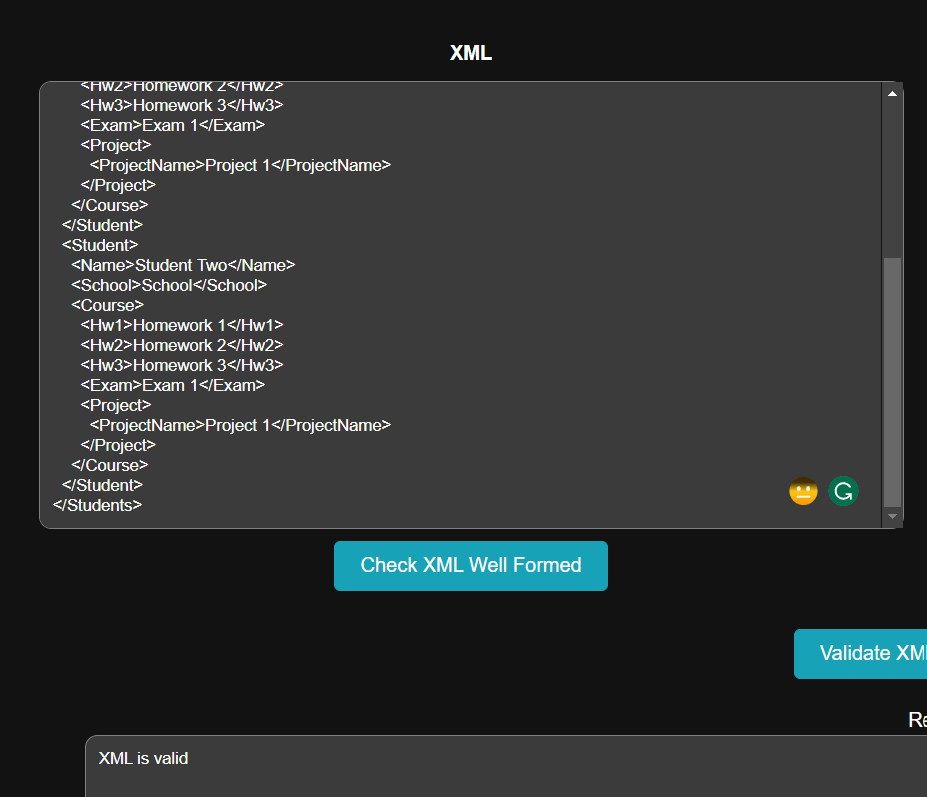 XML
<Hw2>Homework 2</Hw2>
<Hw3>Homework 3</Hw3>
<Exam>Exam 1</Exam>
<Project>
<ProjectName>Project 1</ProjectName>
</Project>
</Course>
</Student>
<Student>
<Name>Student Two</Name>
<School>School</School>
<Course>
<Hw1>Homework 1</Hw1>
<Hw2>Homework 2</Hw2>
<Hw3>Homework 3</Hw3>
<Exam>Exam 1</Exam>
<Project>
<ProjectName>Project 1</ProjectName>
</Project>
</Course>
</Student>
</Students>
Check XML Well Formed
Validate XM
Re
XML is valid